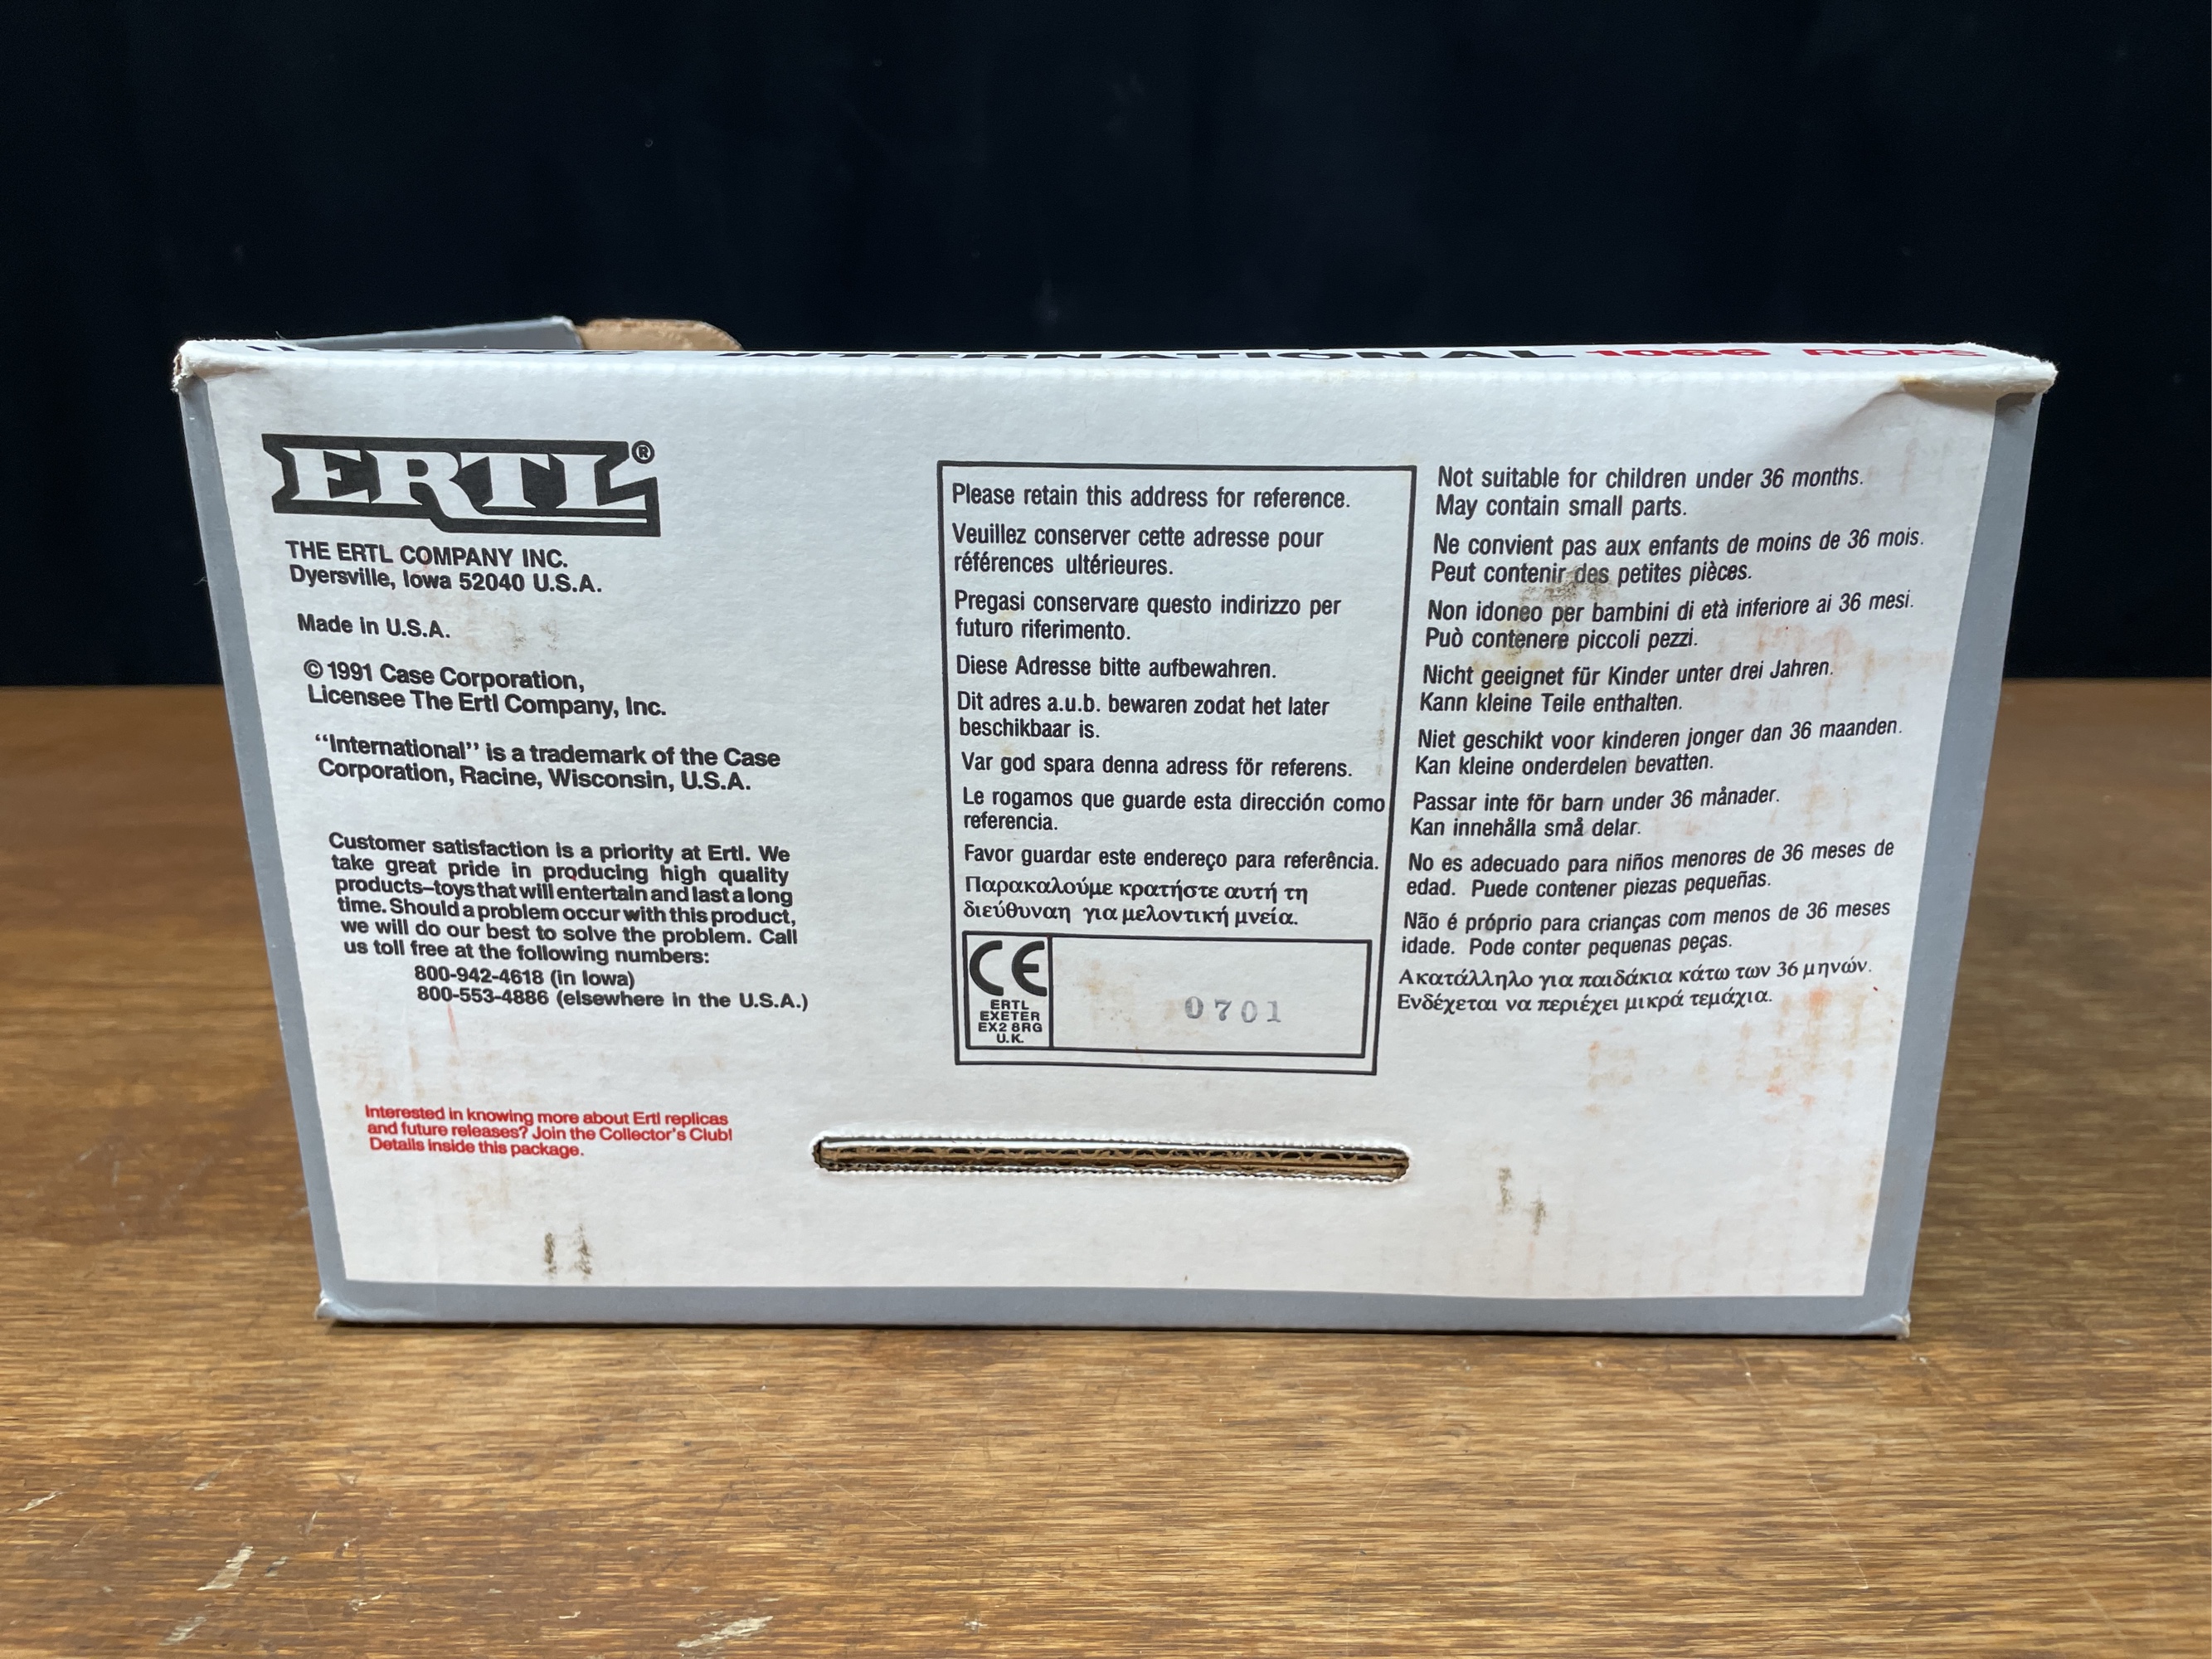 INTERNATIONAL 1066 ROPS
ERTL®
THE ERTL COMPANY INC.
Dyersville, Iowa 52040 U.S.A.
Made in U.S.A.
© 1991 Case Corporation,
Licensee The Ertl Company, Inc.
“International” is a trademark of the Case
Corporation, Racine, Wisconsin, U.S.A.
Customer satisfaction is a priority at Ertl. We
take great pride in producing high quality
products–toys that will entertain and last a long
time. Should a problem occur with this product,
we will do our best to solve the problem. Call
us toll free at the following numbers:
800-942-4618 (in Iowa)
800-553-4886 (elsewhere in the U.S.A.)
Interested in knowing more about Ertl replicas
and future releases? Join the Collector's Club!
Details inside this package.
Please retain this address for reference.
Veuillez conserver cette adresse pour
références ultérieures.
Pregasi conservare questo indirizzo per
futuro riferimento.
Diese Adresse bitte aufbewahren.
Dit adres a.u.b. bewaren zodat het later
beschikbaar is.
Var god spara denna adress för referens.
Le rogamos que guarde esta dirección como
referencia.
Favor guardar este endereço para referência.
Παρακαλούμε κρατήστε αυτή τη
διεύθυναη για μελοντική μνεία.
CE
ERTL
EXETER
EX2 8RG
U.K.
0701
Not suitable for children under 36 months.
May contain small parts.
Ne convient pas aux enfants de moins de 36 mois.
Peut contenir des petites pièces.
Non idoneo per bambini di età inferiore ai 36 mesi.
Può contenere piccoli pezzi.
Nicht geeignet für Kinder unter drei Jahren.
Kann kleine Teile enthalten.
Niet geschikt voor kinderen jonger dan 36 maanden.
Kan kleine onderdelen bevatten.
Passar inte för barn under 36 månader.
Kan innehålla små delar.
No es adecuado para niños menores de 36 meses de
edad. Puede contener piezas pequeñas.
Não é próprio para crianças com menos de 36 meses
idade. Pode conter pequenas peças.
Ακατάλληλο για παιδάκια κάτω των 36 μηνών.
Ενδέχεται να περιέχει μικρά τεμάχια.